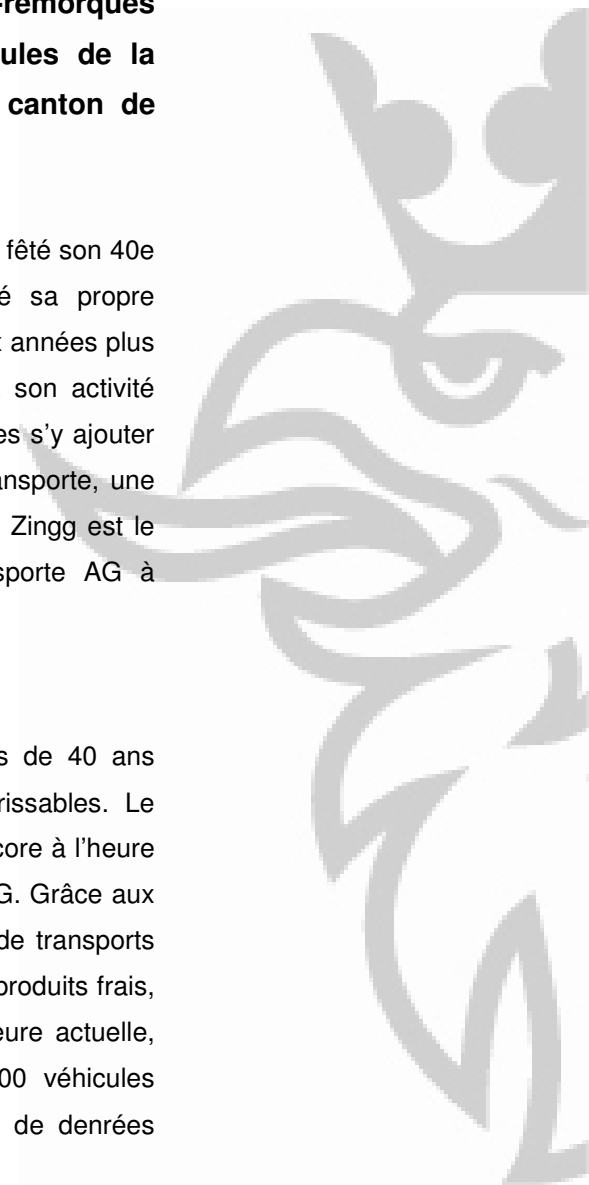 -remorques
ules de la
canton de
fêté son 40e
é sa propre
années plus
son activité
es s’y ajouter
ansporte, une
Zingg est le
sporte AG à
s de 40 ans
rissables. Le
core à l’heure
G. Grâce aux
de transports
produits frais,
eure actuelle,
00 véhicules
de denrées